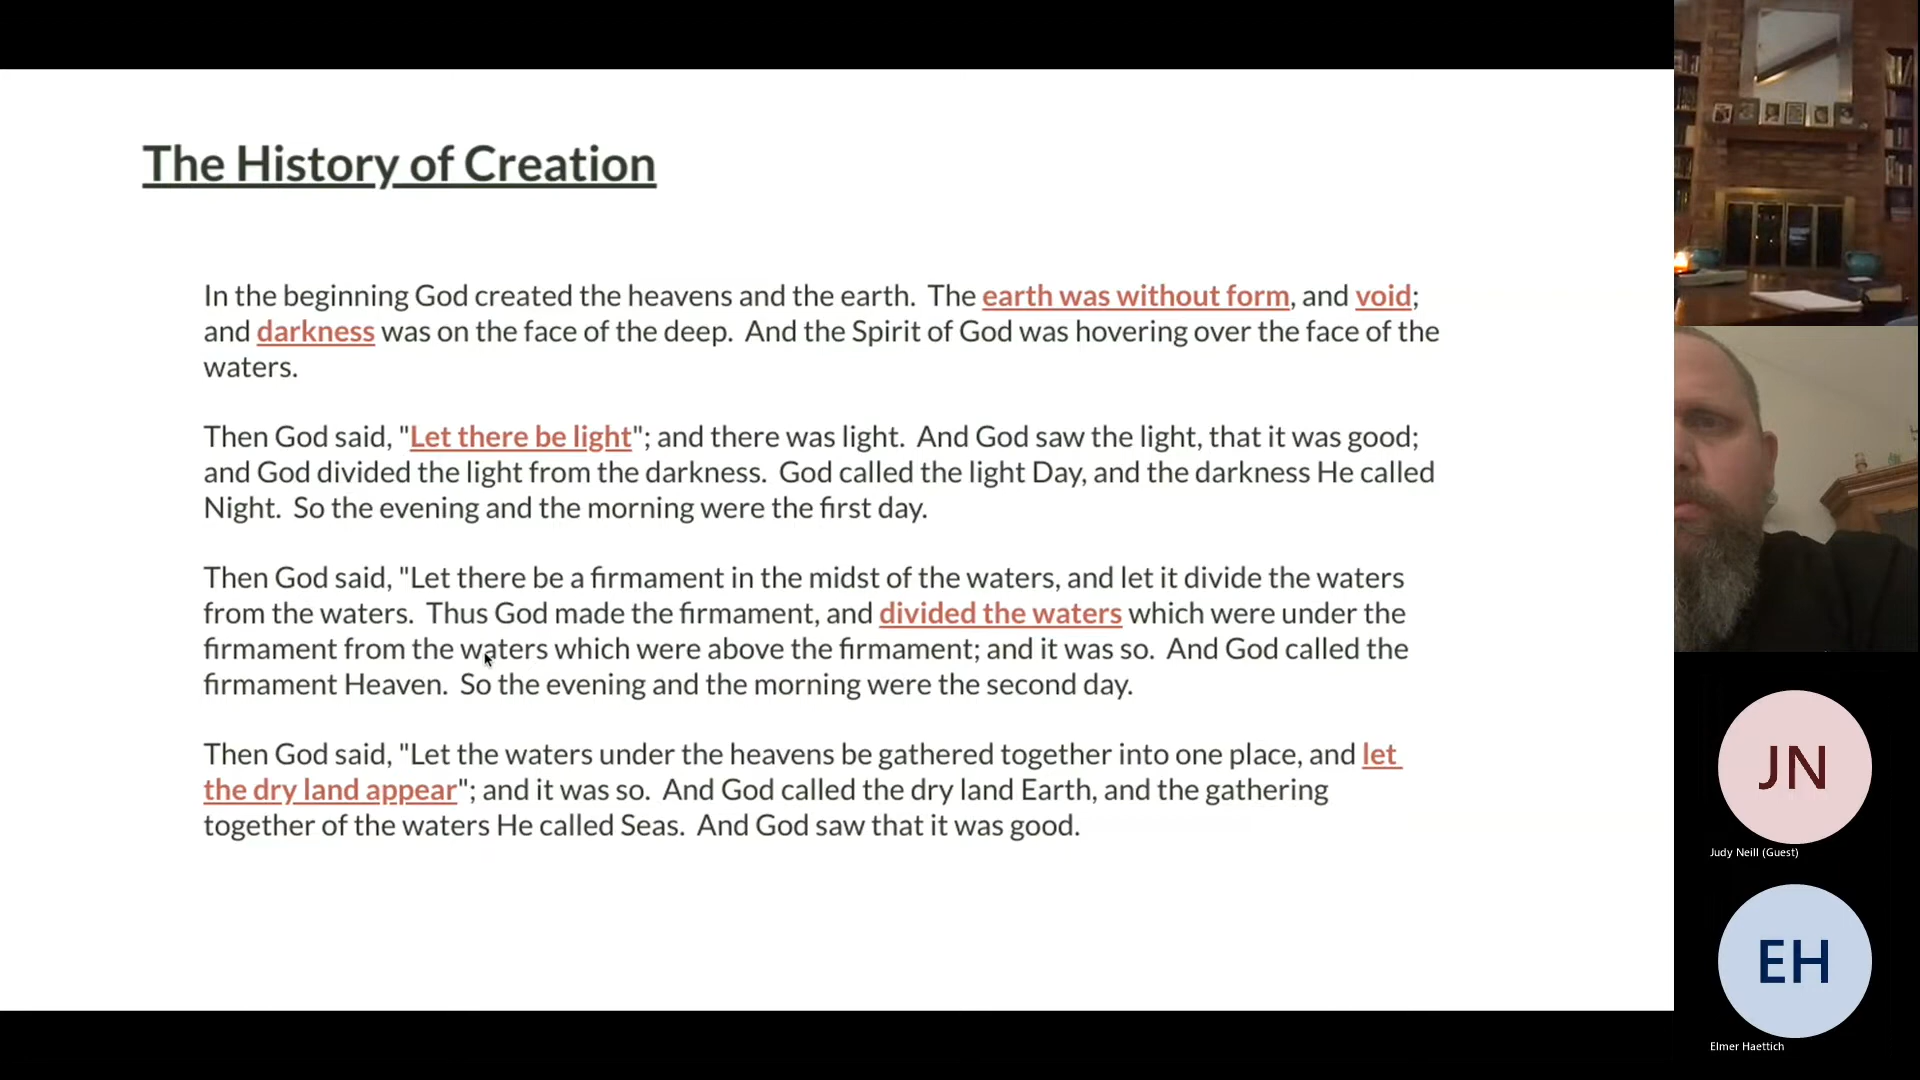 The History of Creation
In the beginning God created the heavens and the earth.  The earth was without form, and void;
and darkness was on the face of the deep.  And the Spirit of God was hovering over the face of the
waters.
Then God said, "Let there be light"; and there was light.  And God saw the light, that it was good;
and God divided the light from the darkness.  God called the light Day, and the darkness He called
Night.  So the evening and the morning were the first day.
Then God said, "Let there be a firmament in the midst of the waters, and let it divide the waters
from the waters.  Thus God made the firmament, and divided the waters which were under the
firmament from the waters which were above the firmament; and it was so.  And God called the
firmament Heaven.  So the evening and the morning were the second day.
Then God said, "Let the waters under the heavens be gathered together into one place, and let
the dry land appear"; and it was so.  And God called the dry land Earth, and the gathering
together of the waters He called Seas.  And God saw that it was good.
JN
Judy Neill (Guest)
EH
Elmer Haettich